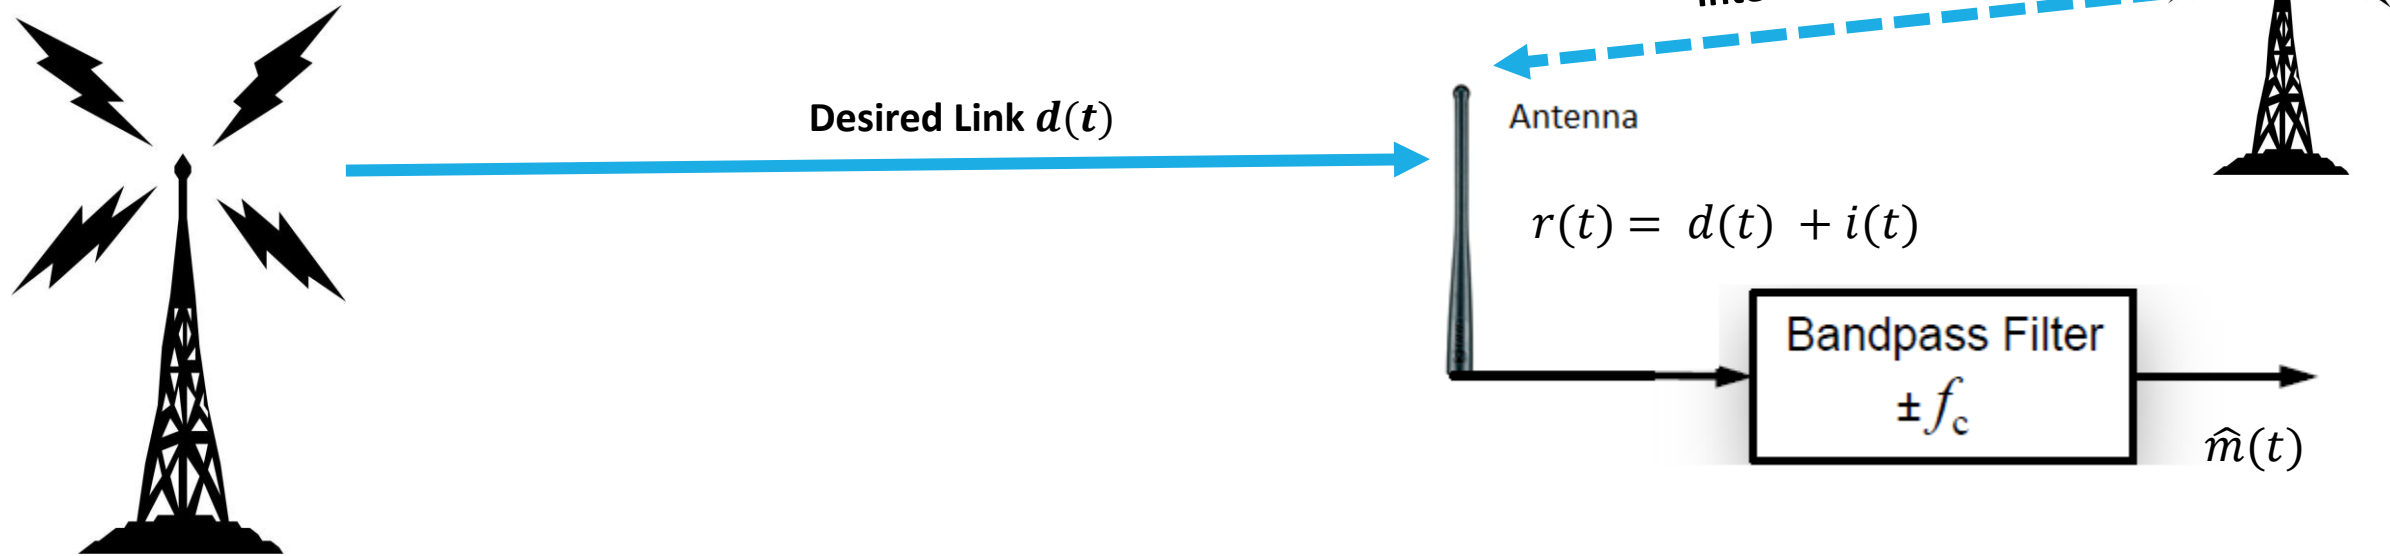 Desired Link d(t)
Antenna
r(t) = d(t) + i(t)
Bandpass Filter
± f_c
m̂(t)